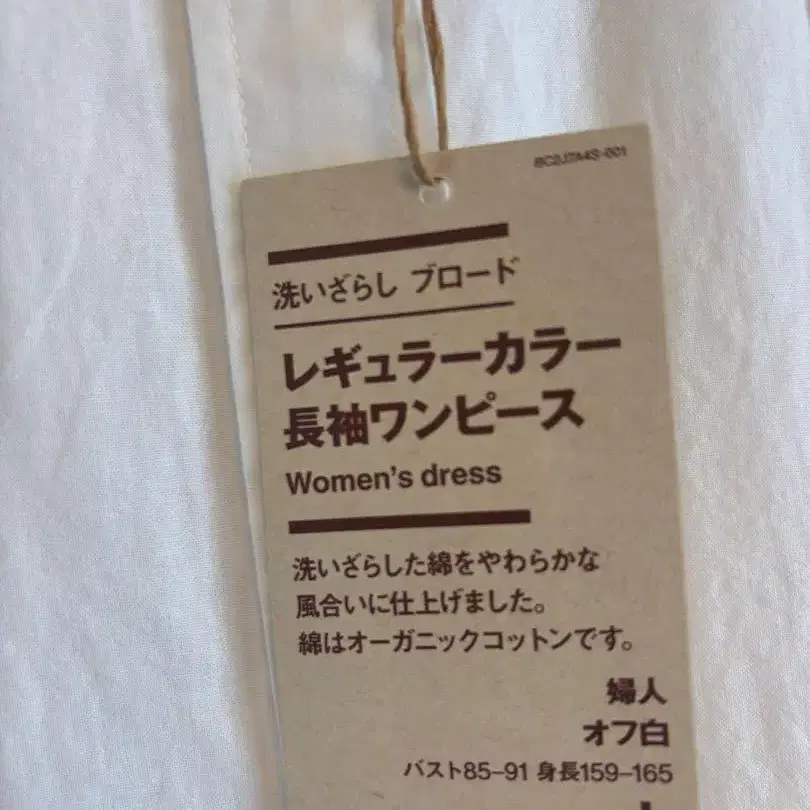 洗いざらし ブロード
レギュラーカラー
長袖ワンピース
Women's dress
洗いざらした綿をやわらかな
風合いに仕上げました。
綿はオーガニックコットンです。
婦人
オフ白
バスト85–91 身長159–165